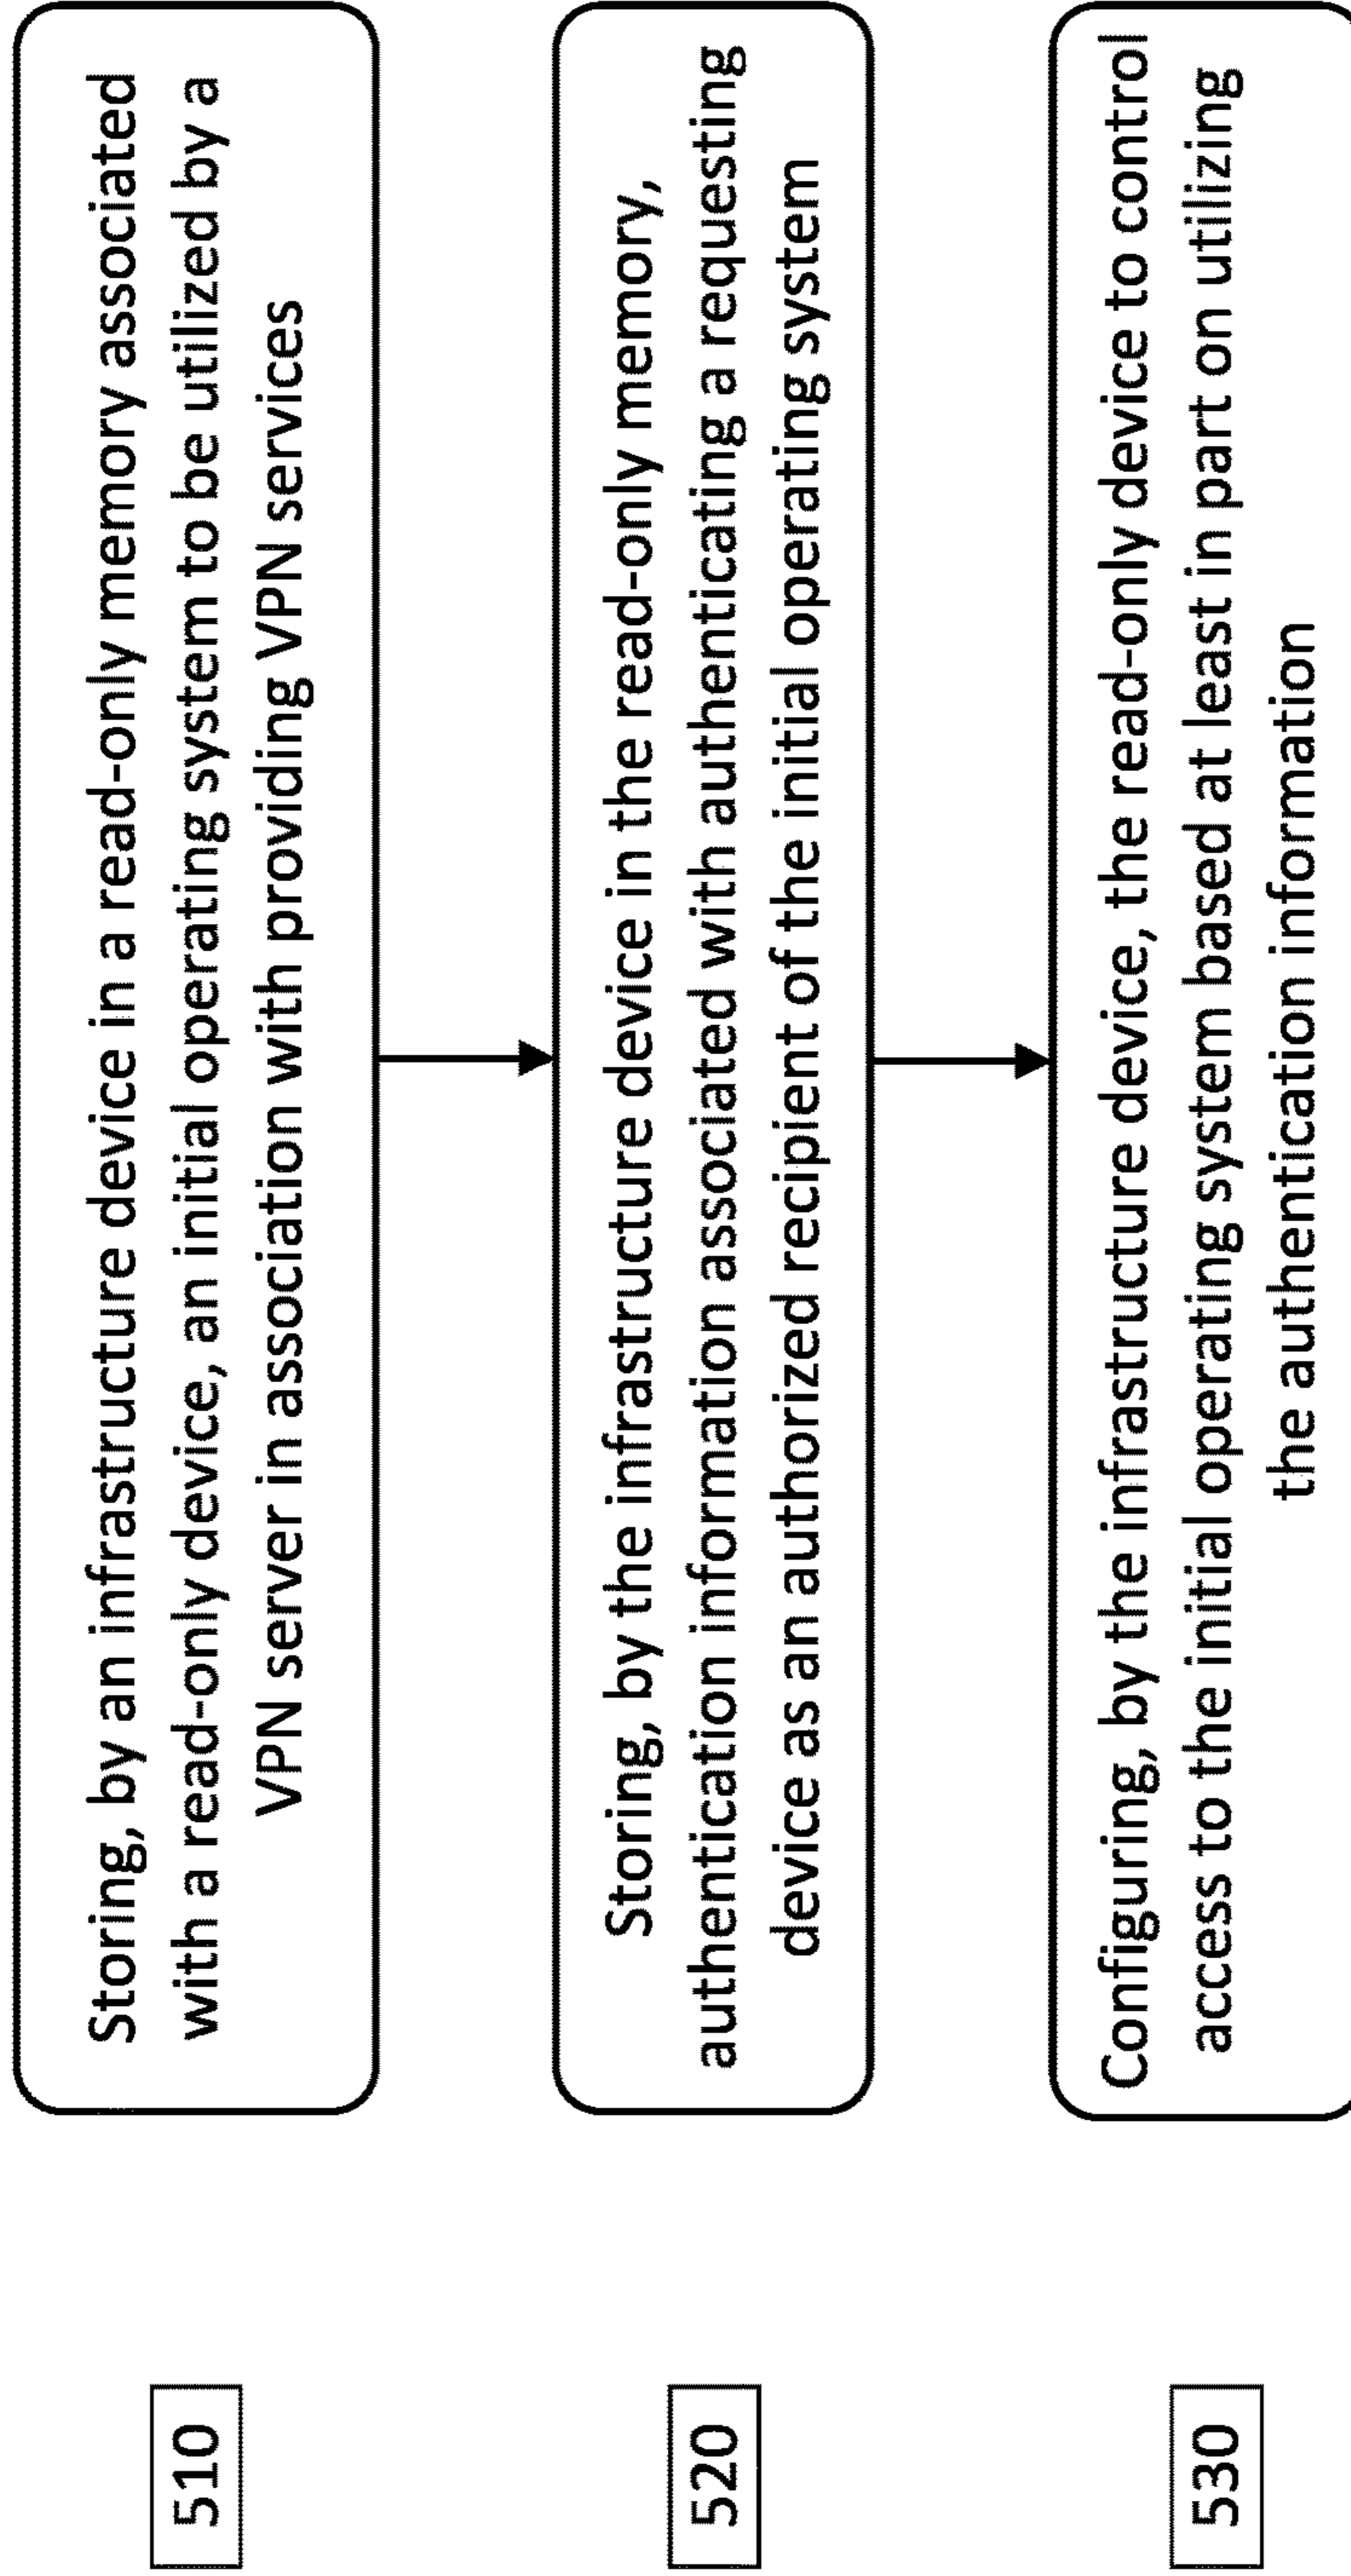 510
Storing, by an infrastructure device in a read-only memory associated
with a read-only device, an initial operating system to be utilized by a
VPN server in association with providing VPN services
520
Storing, by the infrastructure device in the read-only memory,
authentication information associated with authenticating a requesting
device as an authorized recipient of the initial operating system
530
Configuring, by the infrastructure device, the read-only device to control
access to the initial operating system based at least in part on utilizing
the authentication information